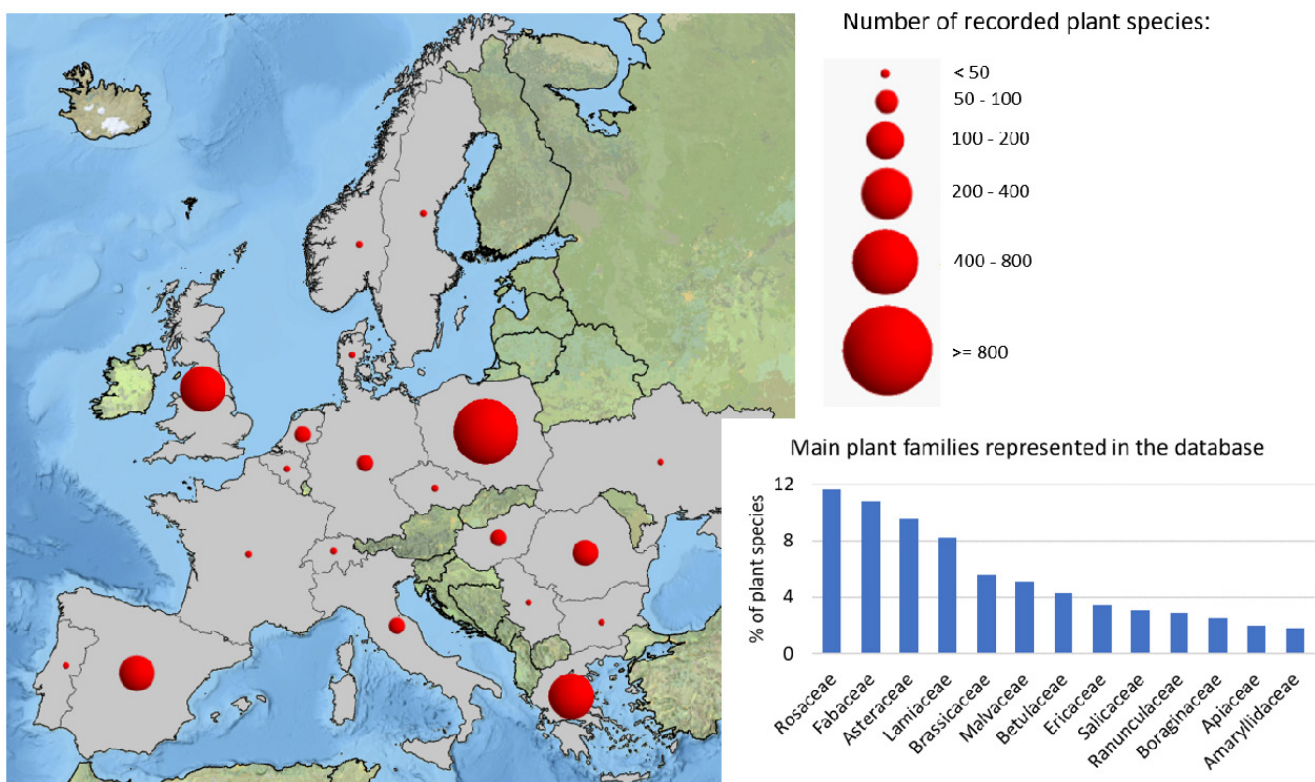 Number of recorded plant species:
< 50
50 - 100
100 - 200
200 - 400
400 - 800
>= 800
Main plant families represented in the database
% of plant species
12
8
4
0
Rosaceae
Fabaceae
Asteraceae
Lamiaceae
Brassicaceae
Malvaceae
Betulaceae
Ericaceae
Salicaceae
Ranunculaceae
Boraginaceae
Apiaceae
Amaryllidaceae